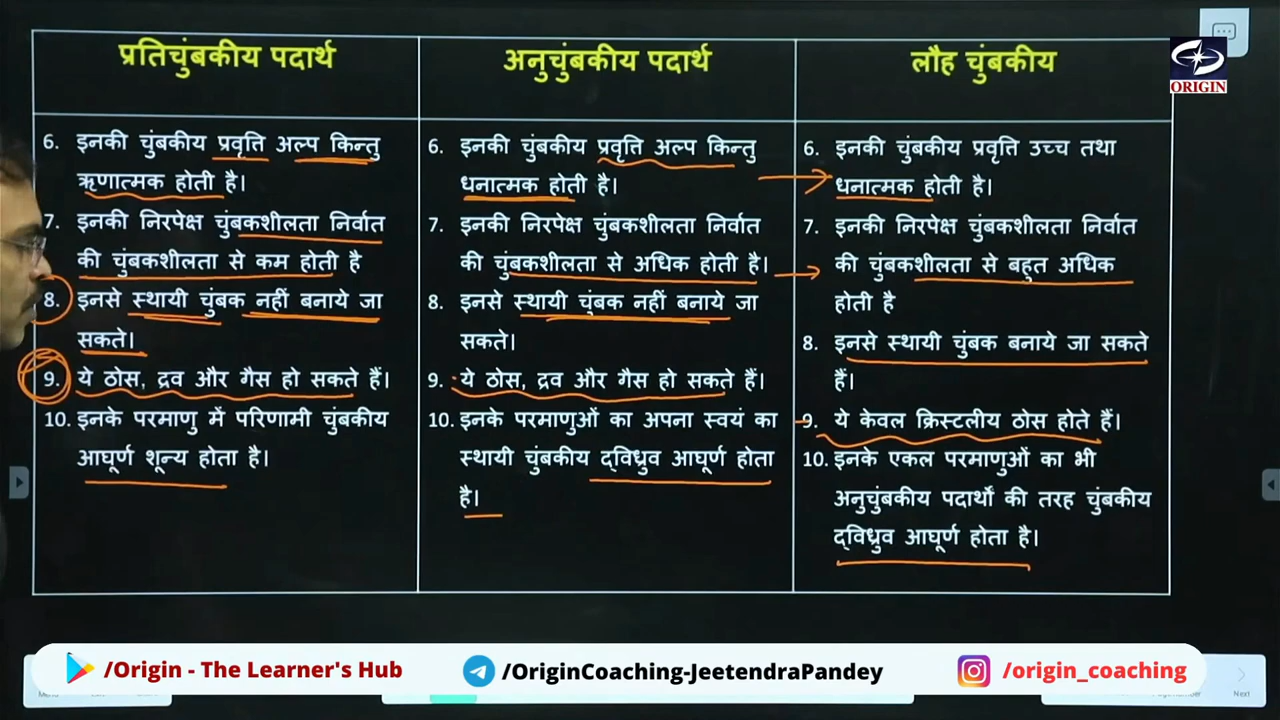 प्रतिचुंबकीय पदार्थ
6. इनकी चुंबकीय प्रवृत्ति अल्प किन्तु
ऋणात्मक होती है।
7. इनकी निरपेक्ष चुंबकशीलता निर्वात
की चुंबकशीलता से कम होती है
8. इनसे स्थायी चुंबक नहीं बनाये जा
सकते।
9. ये ठोस, द्रव और गैस हो सकते हैं।
10. इनके परमाणु में परिणामी चुंबकीय
आघूर्ण शून्य होता है।
अनुचुंबकीय पदार्थ
6. इनकी चुंबकीय प्रवृत्ति अल्प किन्तु
धनात्मक होती है।
7. इनकी निरपेक्ष चुंबकशीलता निर्वात
की चुंबकशीलता से अधिक होती है।
8. इनसे स्थायी चुंबक नहीं बनाये जा
सकते।
9. ये ठोस, द्रव और गैस हो सकते हैं।
10. इनके परमाणुओं का अपना स्वयं का
स्थायी चुंबकीय द्विध्रुव आघूर्ण होता
है।
लौह चुंबकीय
6. इनकी चुंबकीय प्रवृत्ति उच्च तथा
धनात्मक होती है।
7. इनकी निरपेक्ष चुंबकशीलता निर्वात
की चुंबकशीलता से बहुत अधिक
होती है
8. इनसे स्थायी चुंबक बनाये जा सकते
हैं।
9. ये केवल क्रिस्टलीय ठोस होते हैं।
10. इनके एकल परमाणुओं का भी
अनुचुंबकीय पदार्थों की तरह चुंबकीय
द्विध्रुव आघूर्ण होता है।
ORIGIN
/Origin - The Learner's Hub
/OriginCoaching-JeetendraPandey
/origin_coaching
Next